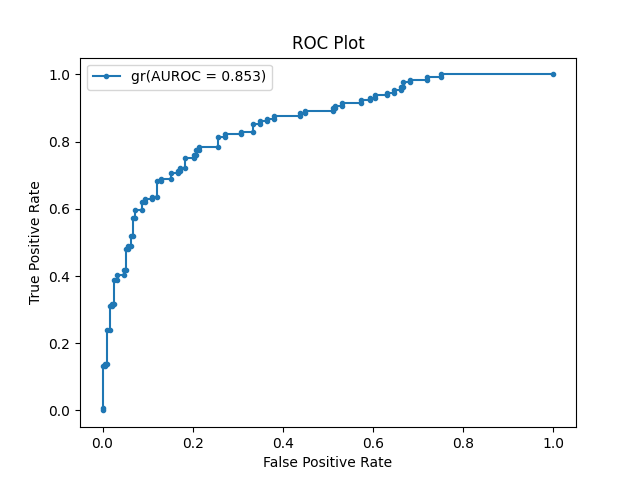 ROC Plot
gr(AUROC = 0.853)
1.0
0.8
0.6
0.4
0.2
0.0
True Positive Rate
0.0 0.2 0.4 0.6 0.8 1.0
False Positive Rate